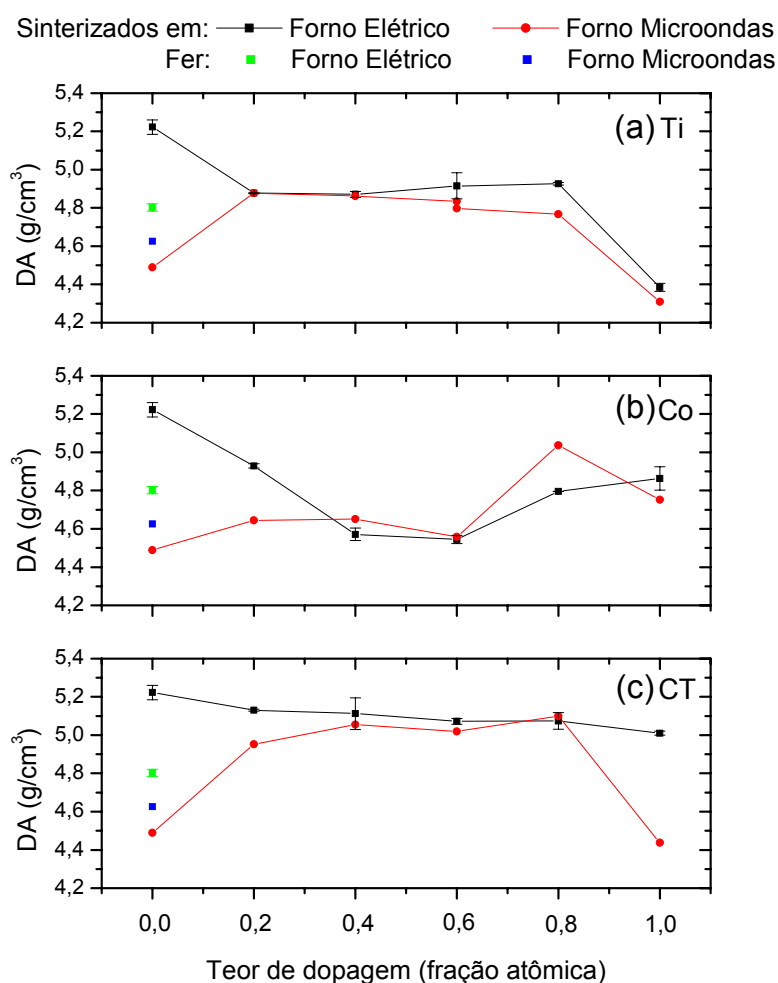 Sinterizados em: Forno Elétrico Forno Microondas
Fer: Forno Elétrico Forno Microondas
5,4
5,2
5,0
4,8
4,6
4,4
4,2
DA (g/cm³)
(a) Ti
5,4
5,2
5,0
4,8
4,6
4,4
4,2
DA (g/cm³)
(b) Co
5,4
5,2
5,0
4,8
4,6
4,4
4,2
DA (g/cm³)
(c) CT
0,0 0,2 0,4 0,6 0,8 1,0
Teor de dopagem (fração atômica)